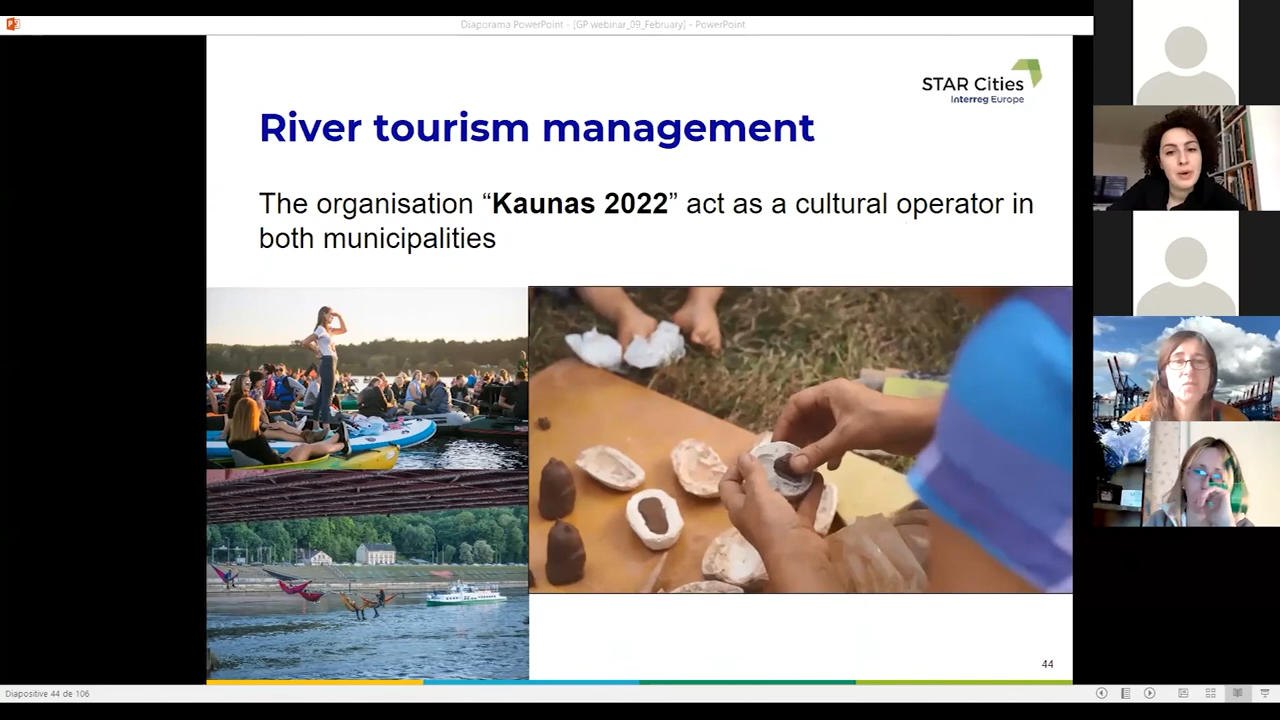 Diaporama PowerPoint - [GP webinar_09_February] - PowerPoint
STAR Cities
Interreg Europe
River tourism management
The organisation “Kaunas 2022” act as a cultural operator in
both municipalities
44
Diapositive 44 de 106